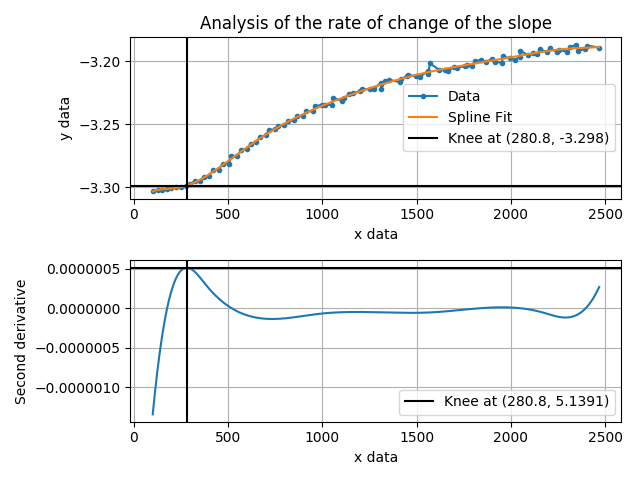 Analysis of the rate of change of the slope
−3.20
−3.25
−3.30
y data
Data
Spline Fit
Knee at (280.8, -3.298)
0 500 1000 1500 2000 2500
x data
0.0000005
0.0000000
−0.0000005
−0.0000010
Second derivative
Knee at (280.8, 5.1391)
0 500 1000 1500 2000 2500
x data